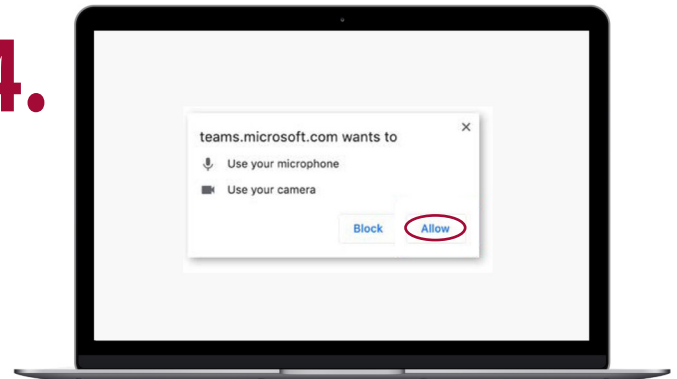 4.
teams.microsoft.com wants to
Use your microphone
Use your camera
Block Allow